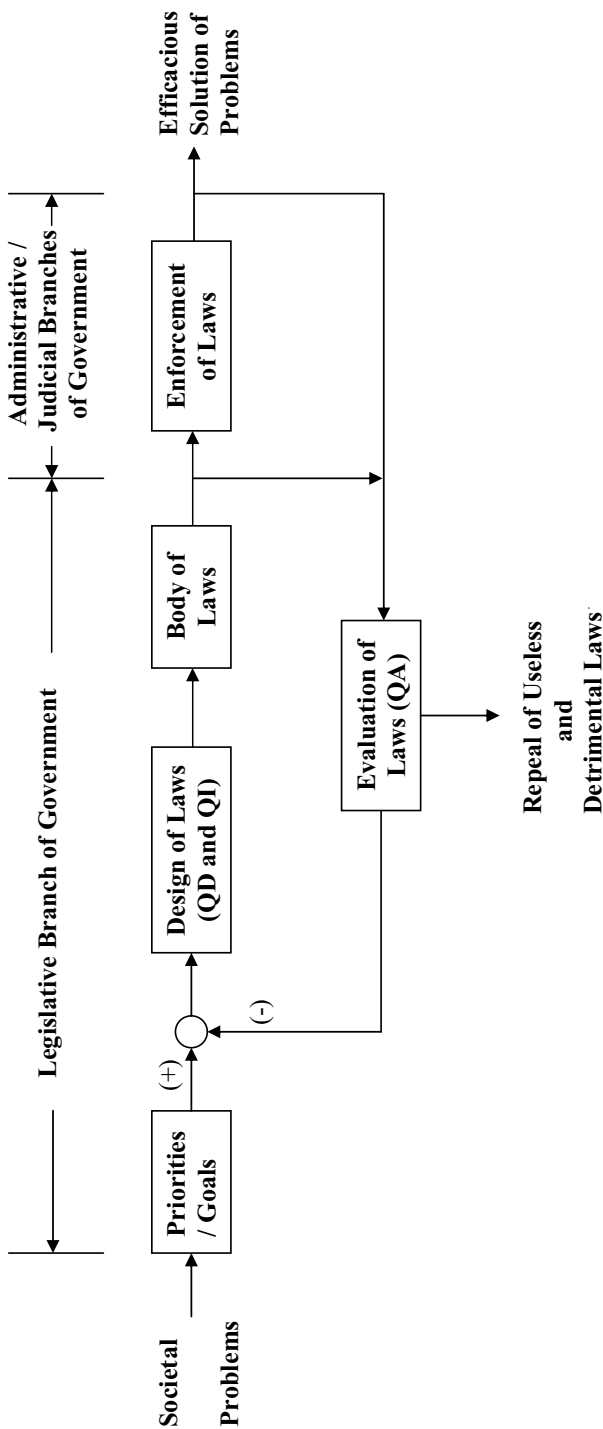 Legislative Branch of Government
Administrative /
Judicial Branches
of Government
Societal
Problems
Priorities
/ Goals
(+)
(-)
Design of Laws
(QD and QI)
Body of
Laws
Enforcement
of Laws
Efficacious
Solution of
Problems
Evaluation of
Laws (QA)
Repeal of Useless
and
Detrimental Laws